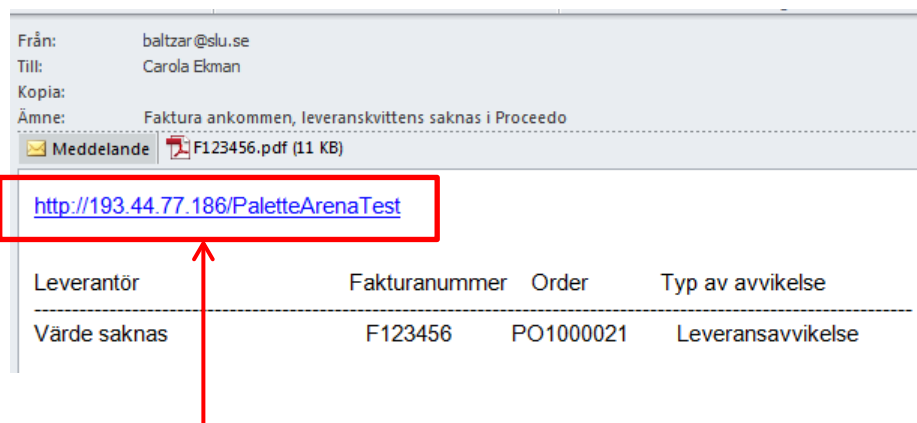 Från: baltzar@slu.se
Till: Carola Ekman
Kopia:
Ämne: Faktura ankommen, leveranskvittens saknas i Proceedo
Meddelande F123456.pdf (11 KB)
http://193.44.77.186/PaletteArenaTest
Leverantör Fakturanummer Order Typ av avvikelse
Värde saknas F123456 PO1000021 Leveransavvikelse